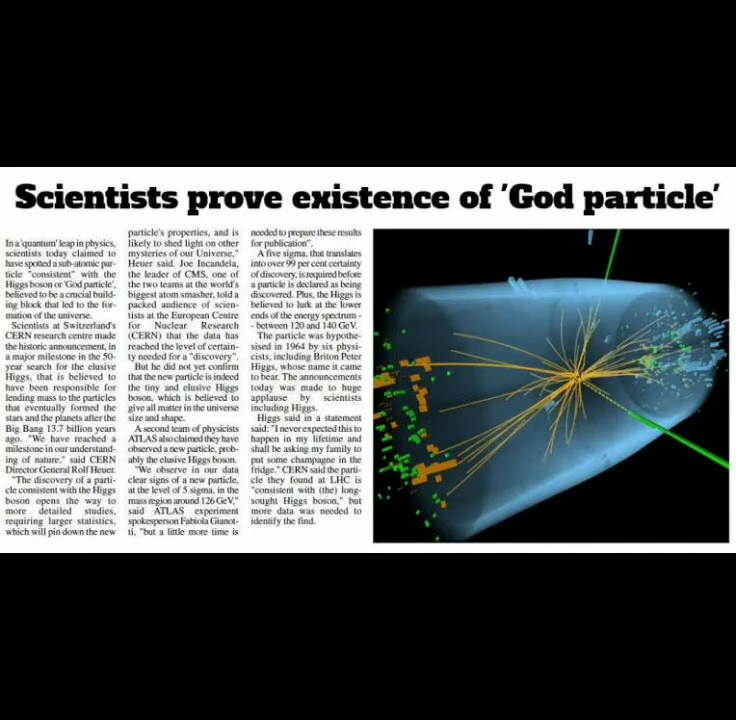 Scientists prove existence of 'God particle'
In a 'quantum' leap in physics,
scientists today claimed to
have spotted a sub-atomic par-
ticle "consistent" with the
Higgs boson or 'God particle',
believed to be a crucial build-
ing block that led to the for-
mation of the universe.
Scientists at Switzerland's
CERN research centre made
the historic announcement, in
a major milestone in the 50-
year search for the elusive
Higgs, that is believed to
have been responsible for
lending mass to the particles
that eventually formed the
stars and the planets after the
Big Bang 13.7 billion years
ago. "We have reached a
milestone in our understand-
ing of nature," said CERN
Director General Rolf Heuer.
"The discovery of a parti-
cle consistent with the Higgs
boson opens the way to
more detailed studies,
requiring larger statistics,
which will pin down the new
particle's properties, and is
likely to shed light on other
mysteries of our Universe,"
Heuer said. Joe Incandela,
the leader of CMS, one of
the two teams at the world's
biggest atom smasher, told a
packed audience of scien-
tists at the European Centre
for Nuclear Research
(CERN) that the data has
reached the level of certain-
ty needed for a "discovery".
But he did not yet confirm
that the new particle is indeed
the tiny and elusive Higgs
boson, which is believed to
give all matter in the universe
size and shape.
A second team of physicists
ATLAS also claimed they have
observed a new particle, prob-
ably the elusive Higgs boson.
"We observe in our data
clear signs of a new particle,
at the level of 5 sigma, in the
mass region around 126 GeV,"
said ATLAS experiment
spokesperson Fabiola Gianot-
ti, "but a little more time is
needed to prepare these results
for publication".
A five sigma, that translates
into over 99 per cent certainty
of discovery, is required before
a particle is declared as being
discovered. Plus, the Higgs is
believed to lurk at the lower
ends of the energy spectrum -
- between 120 and 140 GeV.
The particle was hypothe-
sised in 1964 by six physi-
cists, including Briton Peter
Higgs, whose name it came
to bear. The announcements
today was made to huge
applause by scientists
including Higgs.
Higgs said in a statement
said: "I never expected this to
happen in my lifetime and
shall be asking my family to
put some champagne in the
fridge." CERN said the parti-
cle they found at LHC is
"consistent with (the) long-
sought Higgs boson," but
more data was needed to
identify the find.